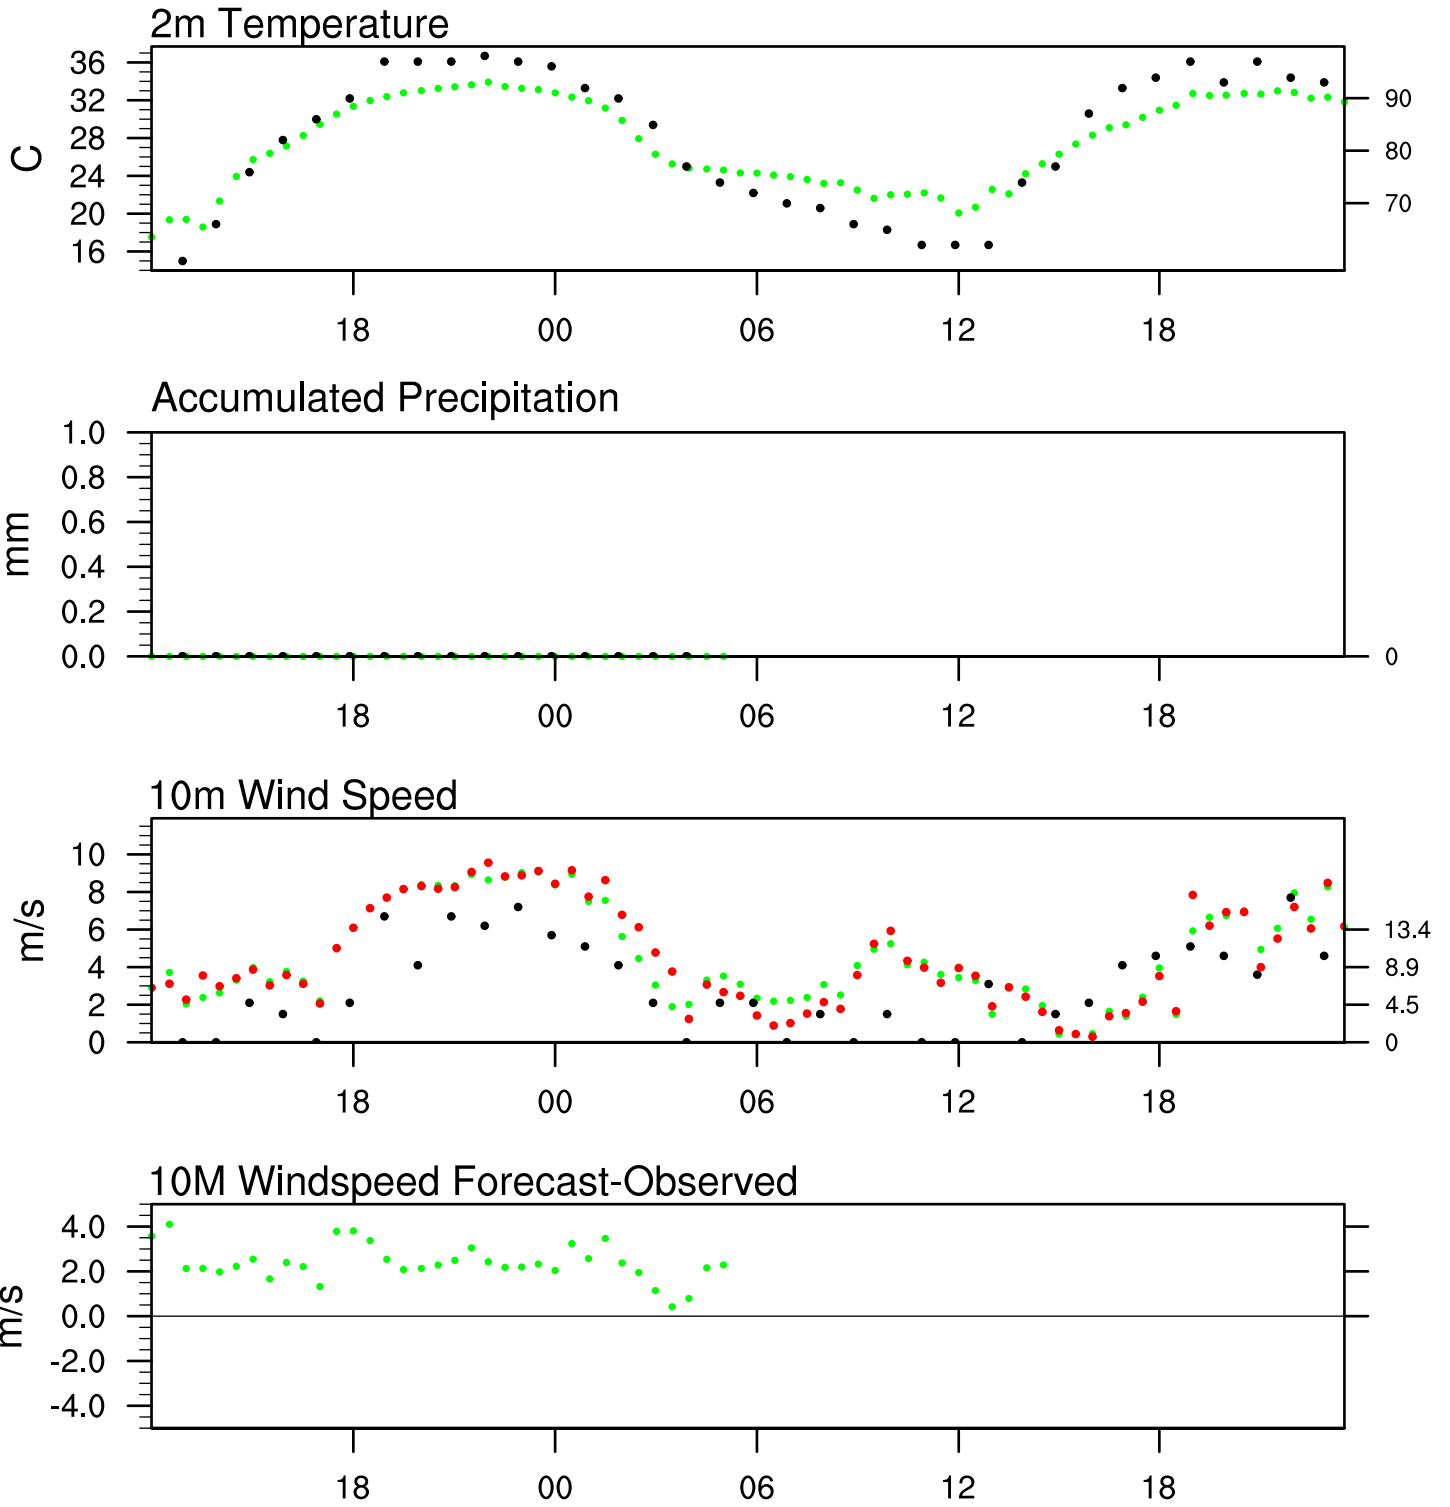 2m Temperature
36
32
28
24
20
16
C
90
80
70
18 00 06 12 18
Accumulated Precipitation
1.0
0.8
0.6
0.4
0.2
0.0
mm
0
18 00 06 12 18
10m Wind Speed
10
8
6
4
2
0
m/s
13.4
8.9
4.5
0
18 00 06 12 18
10M Windspeed Forecast-Observed
4.0
2.0
0.0
-2.0
-4.0
m/s
18 00 06 12 18